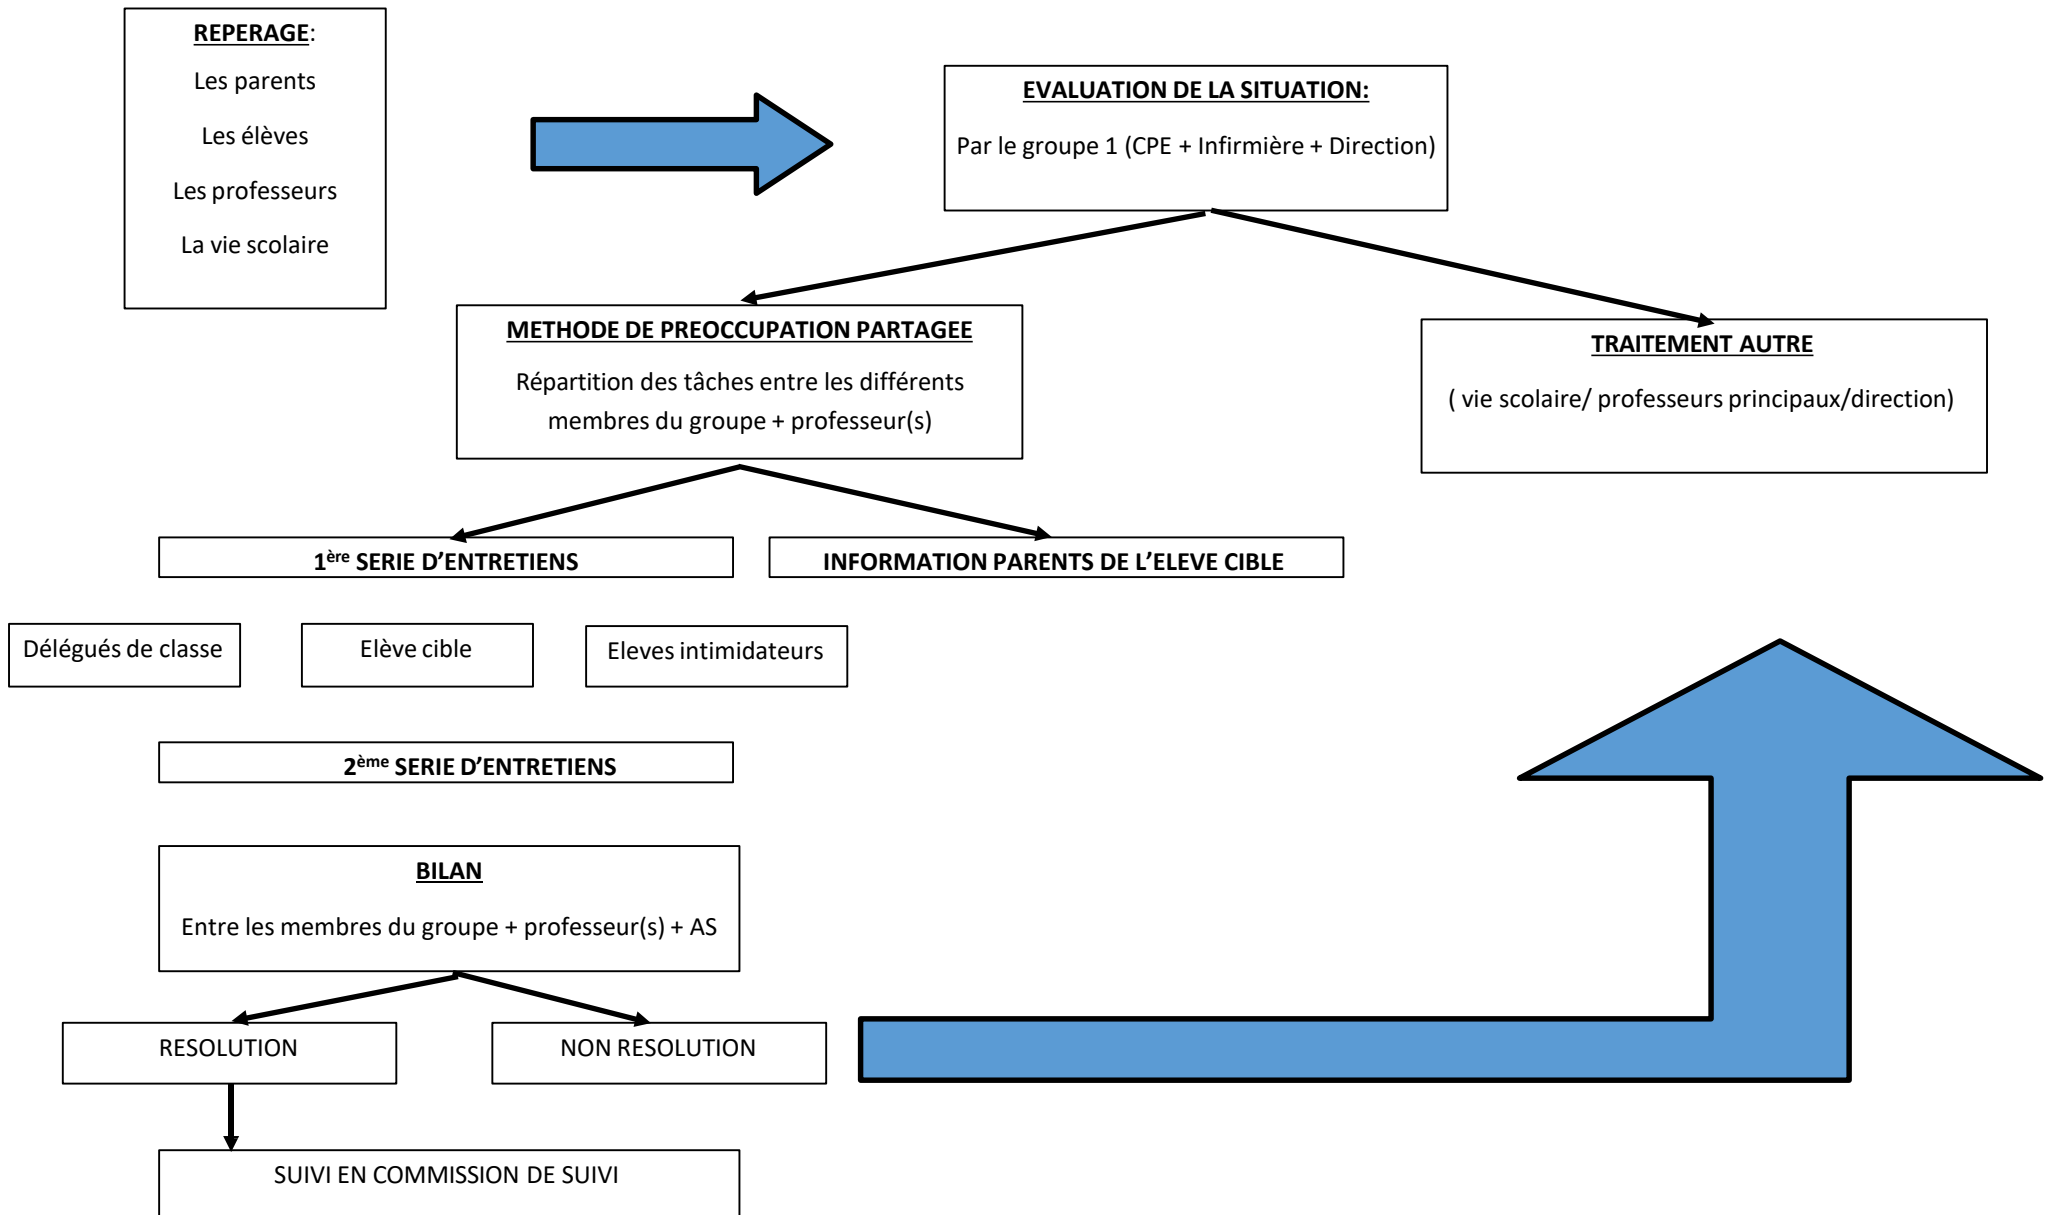 REPERAGE:
Les parents
Les élèves
Les professeurs
La vie scolaire
EVALUATION DE LA SITUATION:
Par le groupe 1 (CPE + Infirmière + Direction)
METHODE DE PREOCCUPATION PARTAGEE
Répartition des tâches entre les différents
membres du groupe + professeur(s)
TRAITEMENT AUTRE
( vie scolaire/ professeurs principaux/direction)
1ère SERIE D’ENTRETIENS
INFORMATION PARENTS DE L’ELEVE CIBLE
Délégués de classe
Elève cible
Eleves intimidateurs
2ème SERIE D’ENTRETIENS
BILAN
Entre les membres du groupe + professeur(s) + AS
RESOLUTION
NON RESOLUTION
SUIVI EN COMMISSION DE SUIVI